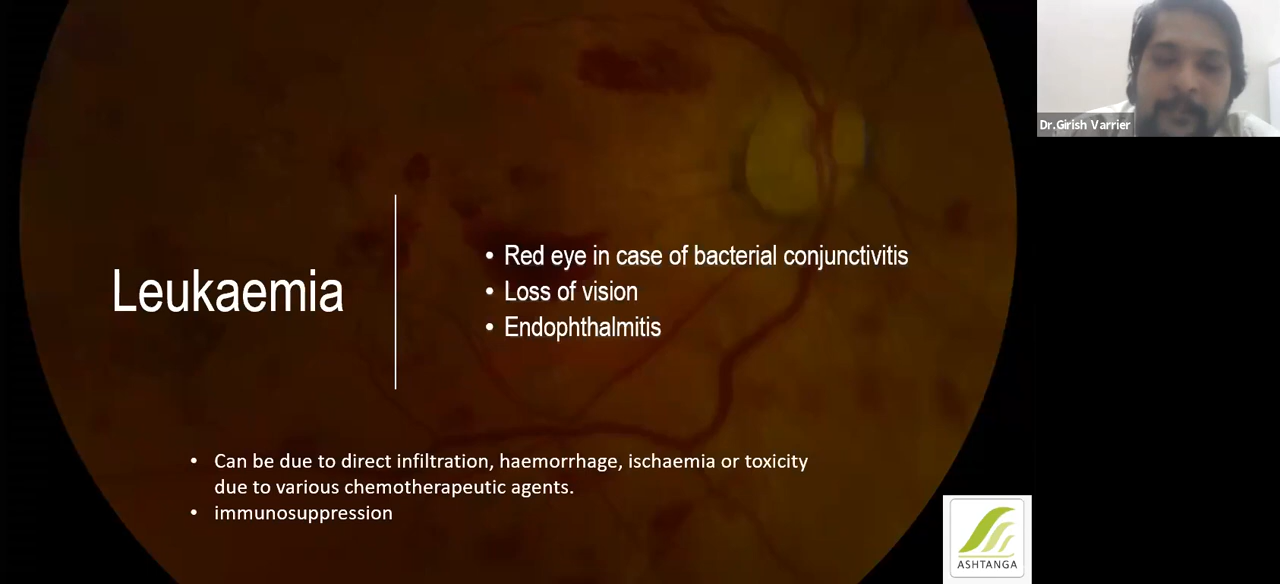 Dr.Girish Varrier
Leukaemia
• Red eye in case of bacterial conjunctivitis
• Loss of vision
• Endophthalmitis
• Can be due to direct infiltration, haemorrhage, ischaemia or toxicity
due to various chemotherapeutic agents.
• immunosuppression
ASHTANGA